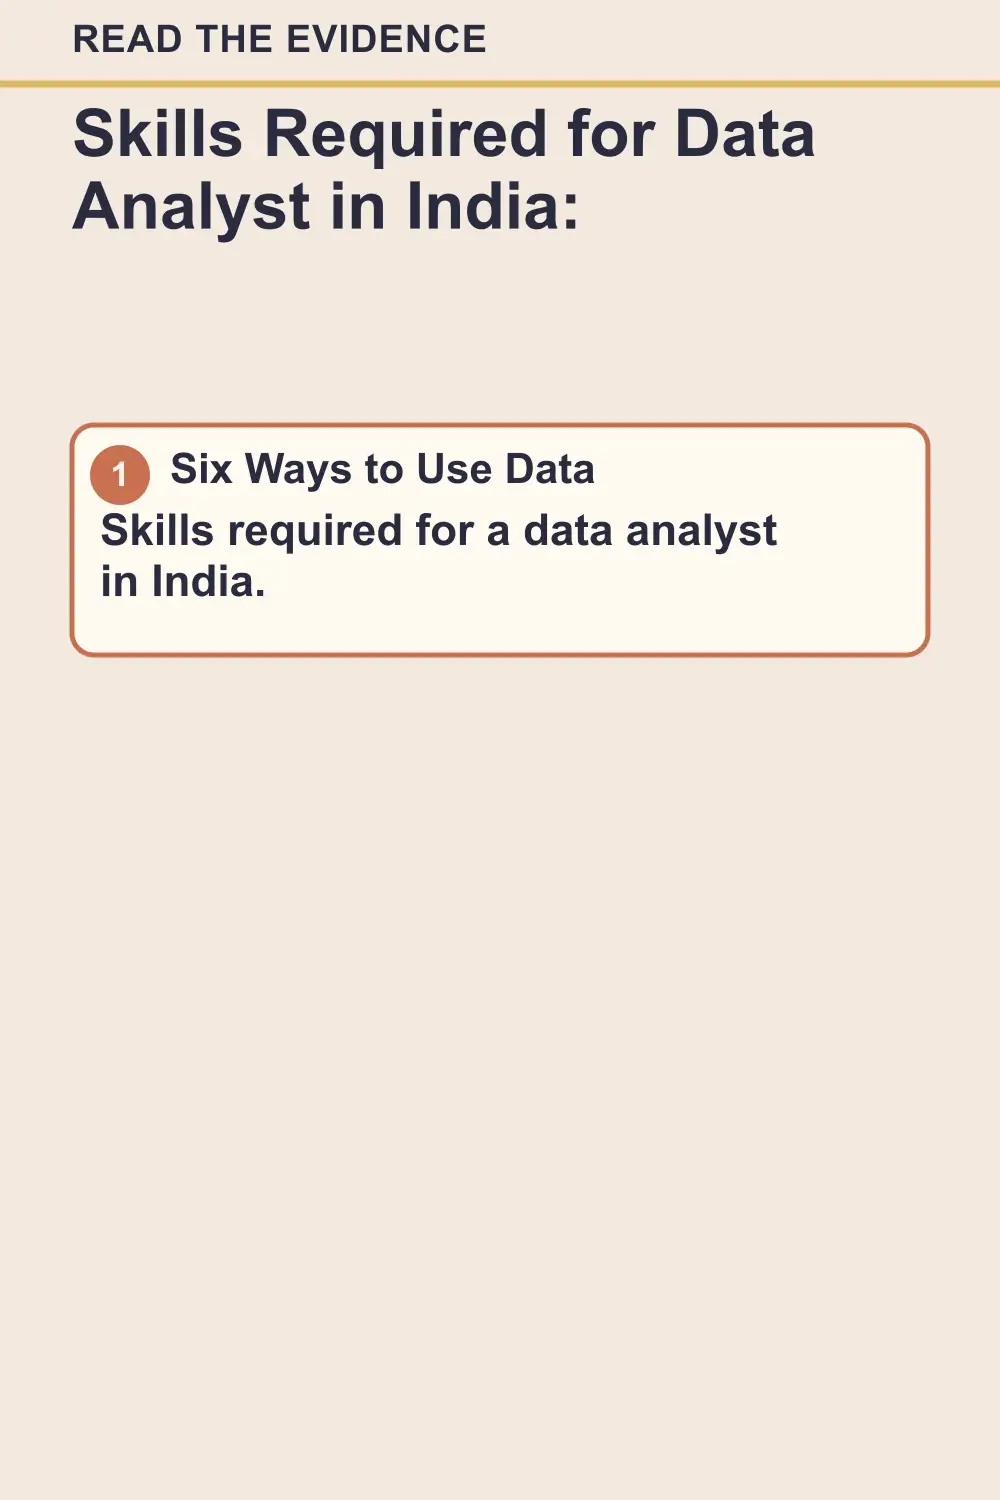 READ THE EVIDENCE
Skills Required for Data
Analyst in India:
1 Six Ways to Use Data
Skills required for a data analyst
in India.